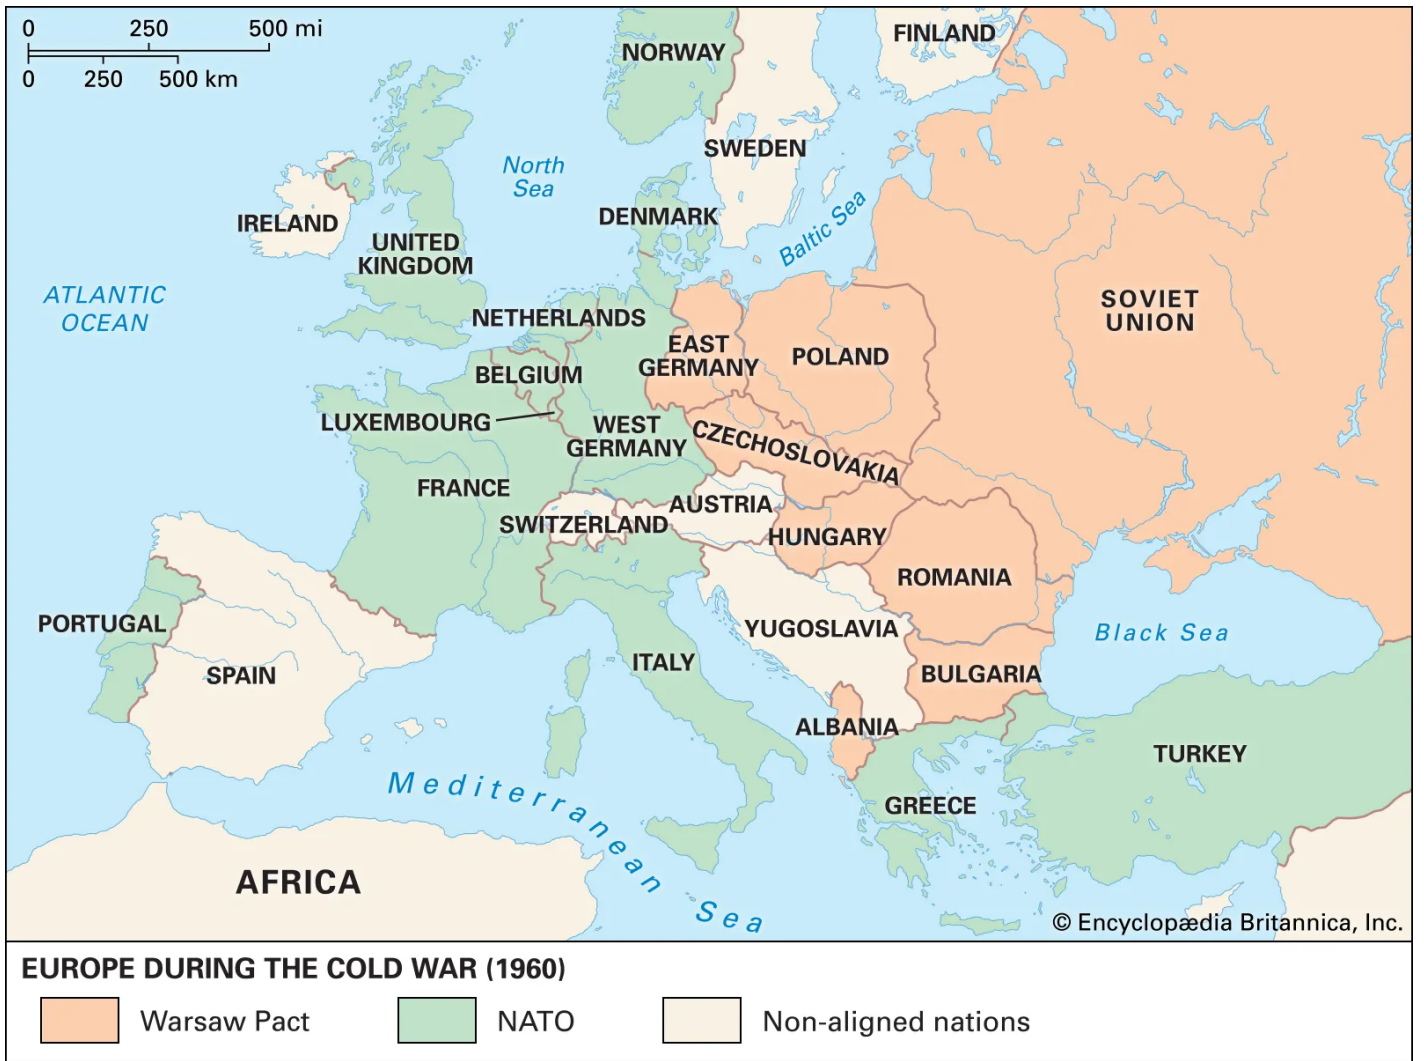 0 250 500 mi
0 250 500 km
NORWAY
FINLAND
SWEDEN
North
Sea
DENMARK
IRELAND
UNITED
KINGDOM
Baltic Sea
ATLANTIC
OCEAN
SOVIET
UNION
NETHERLANDS
EAST
GERMANY
POLAND
BELGIUM
LUXEMBOURG
WEST
GERMANY
CZECHOSLOVAKIA
FRANCE
AUSTRIA
SWITZERLAND
HUNGARY
ROMANIA
PORTUGAL
YUGOSLAVIA
Black Sea
SPAIN
ITALY
BULGARIA
ALBANIA
TURKEY
Mediterranean Sea
GREECE
AFRICA
© Encyclopædia Britannica, Inc.
EUROPE DURING THE COLD WAR (1960)
Warsaw Pact
NATO
Non-aligned nations